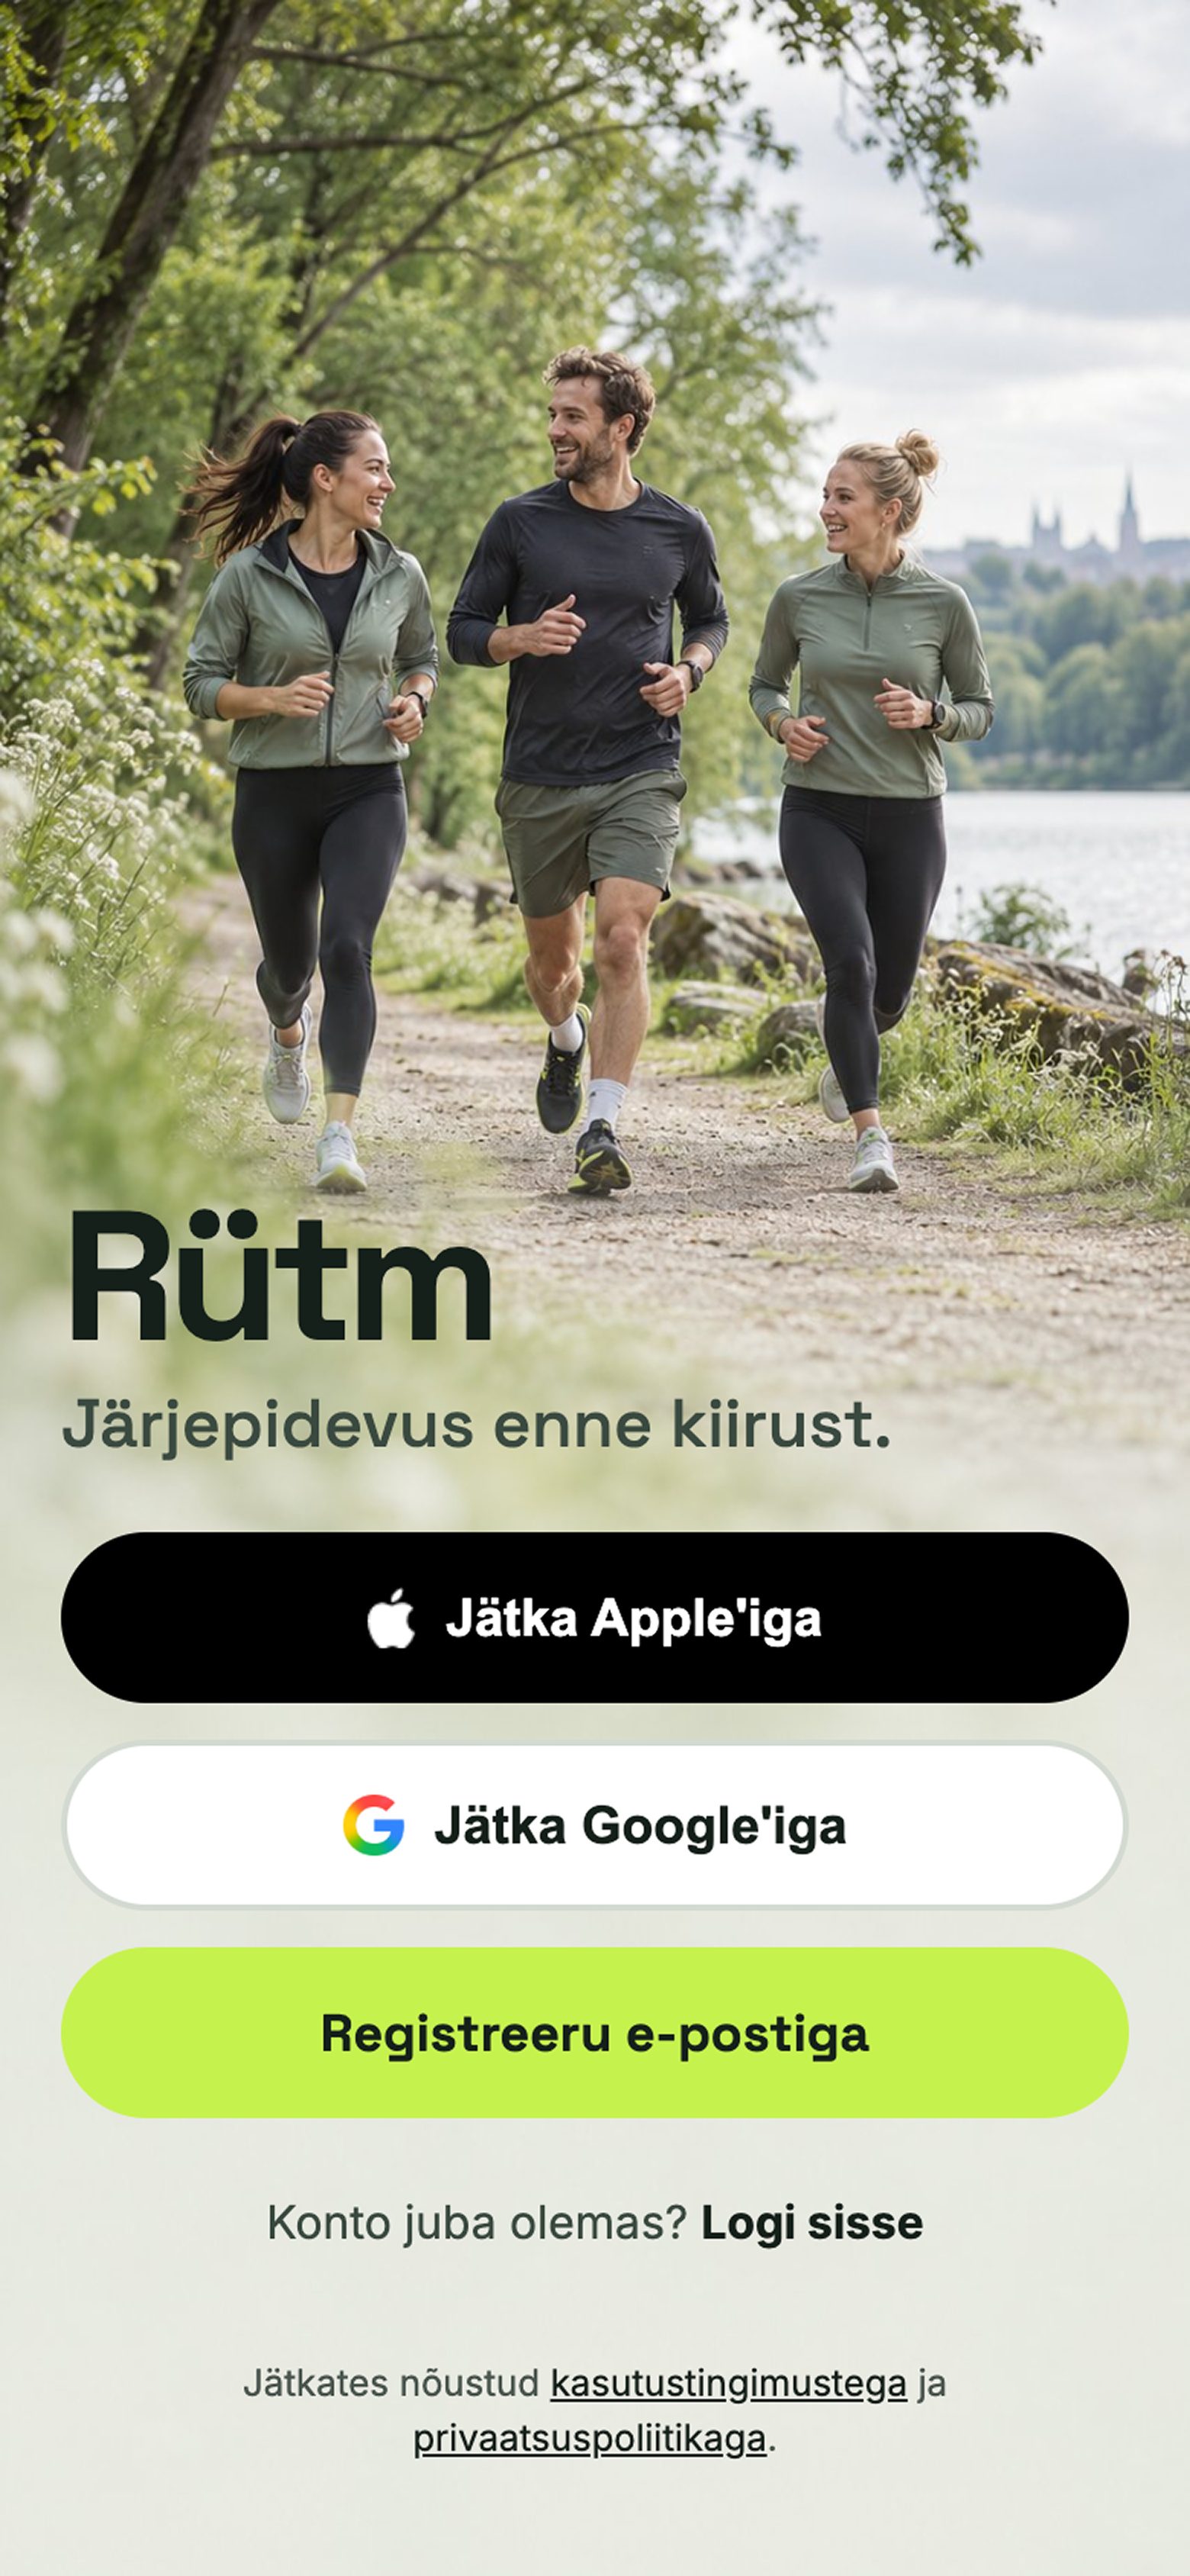 Rütm
Järjepidevus enne kiirust.
Jätka Apple'iga
Jätka Google'iga
Registreeru e-postiga
Konto juba olemas? Logi sisse
Jätkates nõustud kasutustingimustega ja
privaatsuspoliitikaga.